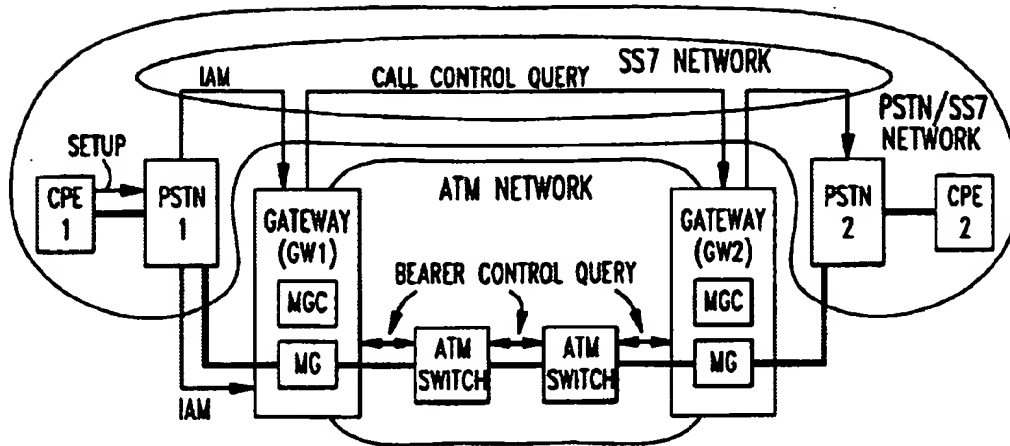 SS7 NETWORK
IAM
CALL CONTROL QUERY
PSTN/SS7
NETWORK
SETUP
CPE
1
PSTN
1
ATM NETWORK
GATEWAY
(GW1)
GATEWAY
(GW2)
PSTN
2
CPE
2
BEARER CONTROL QUERY
MGC
MGC
MG
ATM
SWITCH
ATM
SWITCH
MG
IAM